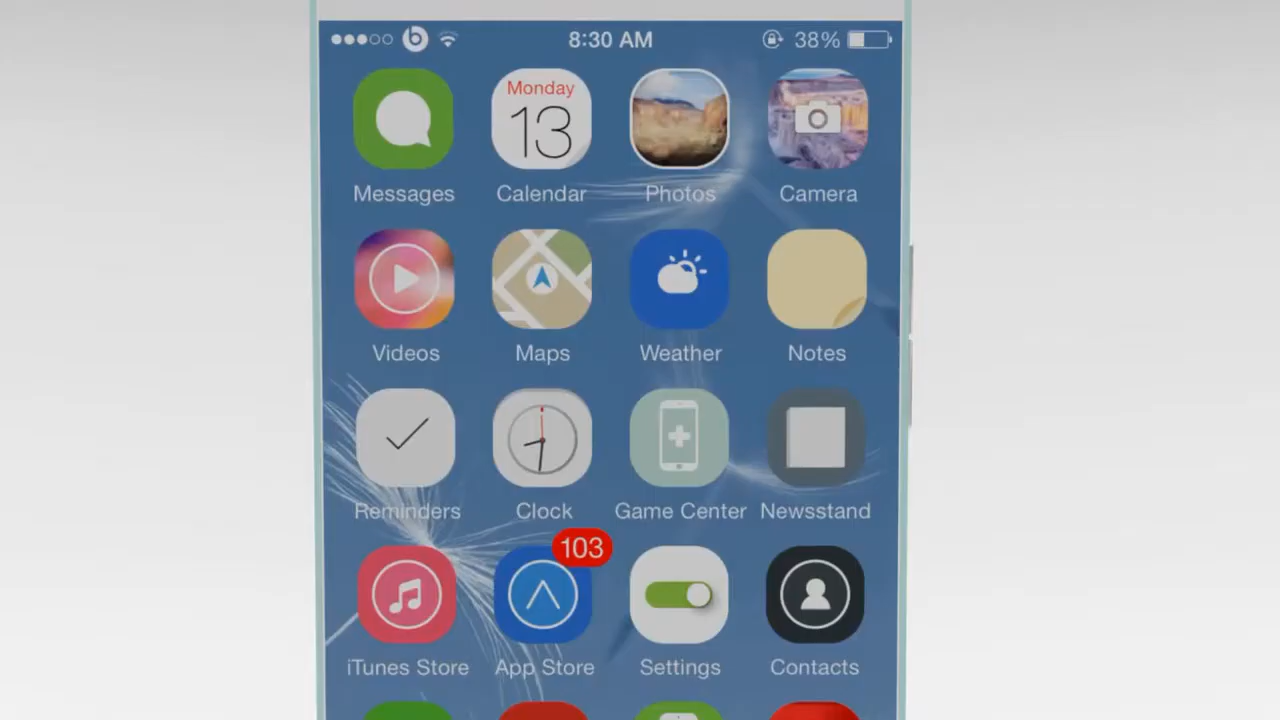 8:30 AM 38%
Monday
13
Messages Calendar Photos Camera
Videos Maps Weather Notes
Reminders Clock Game Center Newsstand
103
iTunes Store App Store Settings Contacts